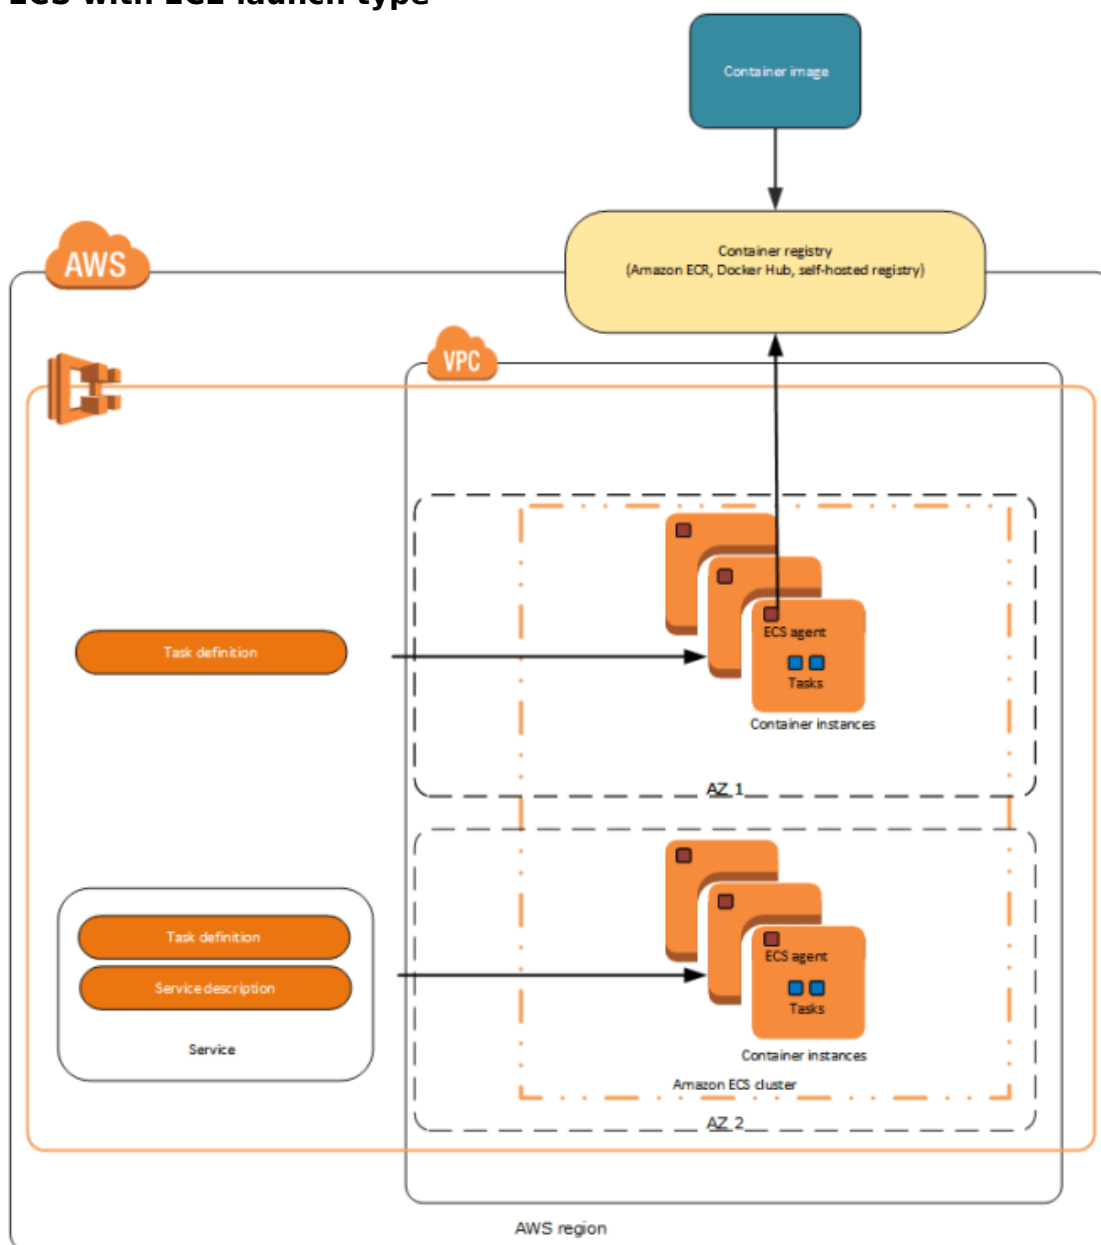 ECS with EC2 launch type
Container image
Container registry
(Amazon ECR, Docker Hub, self-hosted registry)
AWS
VPC
ECS agent
Task definition
Tasks
Container instances
AZ 1
Task definition
ECS agent
Service description
Tasks
Service
Container instances
Amazon ECS cluster
AZ 2
AWS region